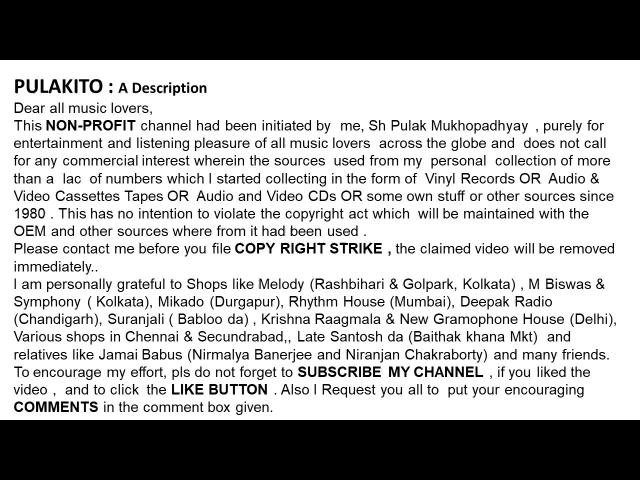 PULAKITO : A Description
Dear all music lovers,
This NON-PROFIT channel had been initiated by me, Sh Pulak Mukhopadhyay , purely for
entertainment and listening pleasure of all music lovers across the globe and does not call
for any commercial interest wherein the sources used from my personal collection of more
than a lac of numbers which I started collecting in the form of Vinyl Records OR Audio &
Video Cassettes Tapes OR Audio and Video CDs OR some own stuff or other sources since
1980 . This has no intention to violate the copyright act which will be maintained with the
OEM and other sources where from it had been used .
Please contact me before you file COPY RIGHT STRIKE , the claimed video will be removed
immediately..
I am personally grateful to Shops like Melody (Rashbihari & Golpark, Kolkata) , M Biswas &
Symphony ( Kolkata), Mikado (Durgapur), Rhythm House (Mumbai), Deepak Radio
(Chandigarh), Suranjali ( Babloo da) , Krishna Raagmala & New Gramophone House (Delhi),
Various shops in Chennai & Secundrabad,, Late Santosh da (Baithak khana Mkt) and
relatives like Jamai Babus (Nirmalya Banerjee and Niranjan Chakraborty) and many friends.
To encourage my effort, pls do not forget to SUBSCRIBE MY CHANNEL , if you liked the
video , and to click the LIKE BUTTON . Also I Request you all to put your encouraging
COMMENTS in the comment box given.